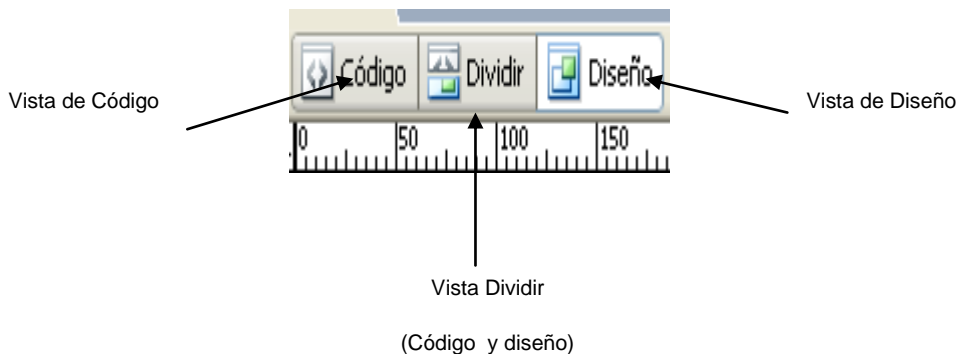 Código Dividir Diseño
Vista de Código
Vista de Diseño
0 50 100 150
Vista Dividir
(Código y diseño)